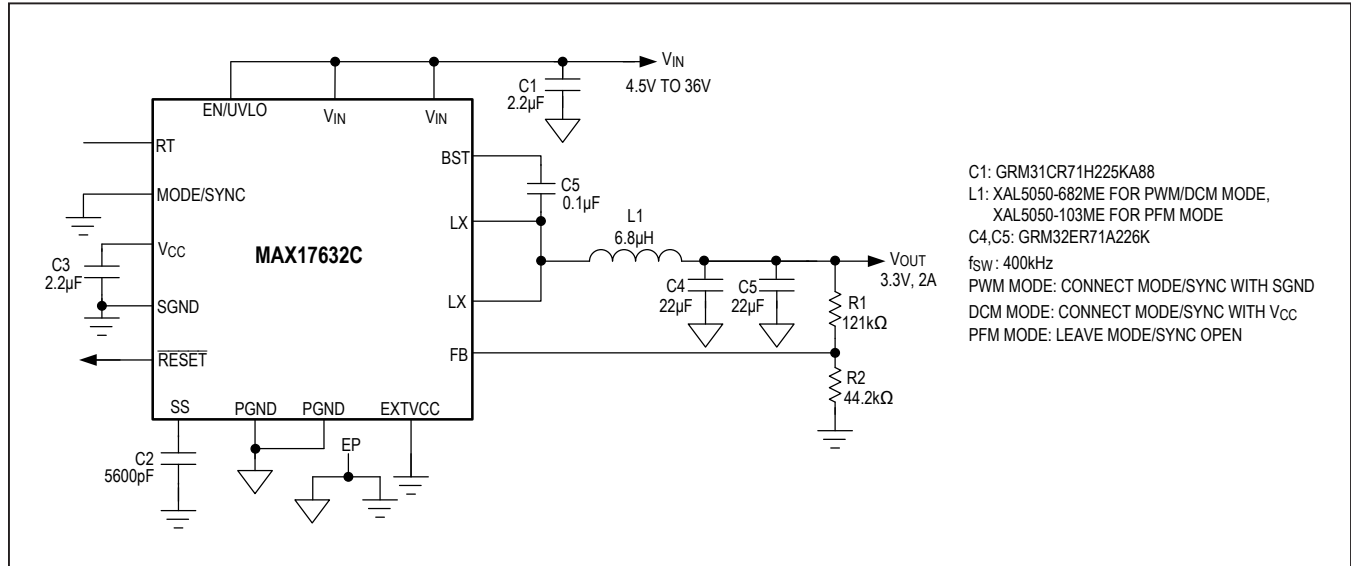 VIN
4.5V TO 36V
C1
2.2µF
EN/UVLO
VIN
VIN
RT
BST
MODE/SYNC
C5
0.1µF
LX
VCC
MAX17632C
L1
6.8µH
C3
2.2µF
VOUT
3.3V, 2A
C4
22µF
C5
22µF
R1
121kΩ
SGND
LX
RESET
FB
R2
44.2kΩ
SS
PGND
PGND
EXTVCC
EP
C2
5600pF
C1: GRM31CR71H225KA88
L1: XAL5050-682ME FOR PWM/DCM MODE,
XAL5050-103ME FOR PFM MODE
C4,C5: GRM32ER71A226K
fSW : 400kHz
PWM MODE: CONNECT MODE/SYNC WITH SGND
DCM MODE: CONNECT MODE/SYNC WITH VCC
PFM MODE: LEAVE MODE/SYNC OPEN